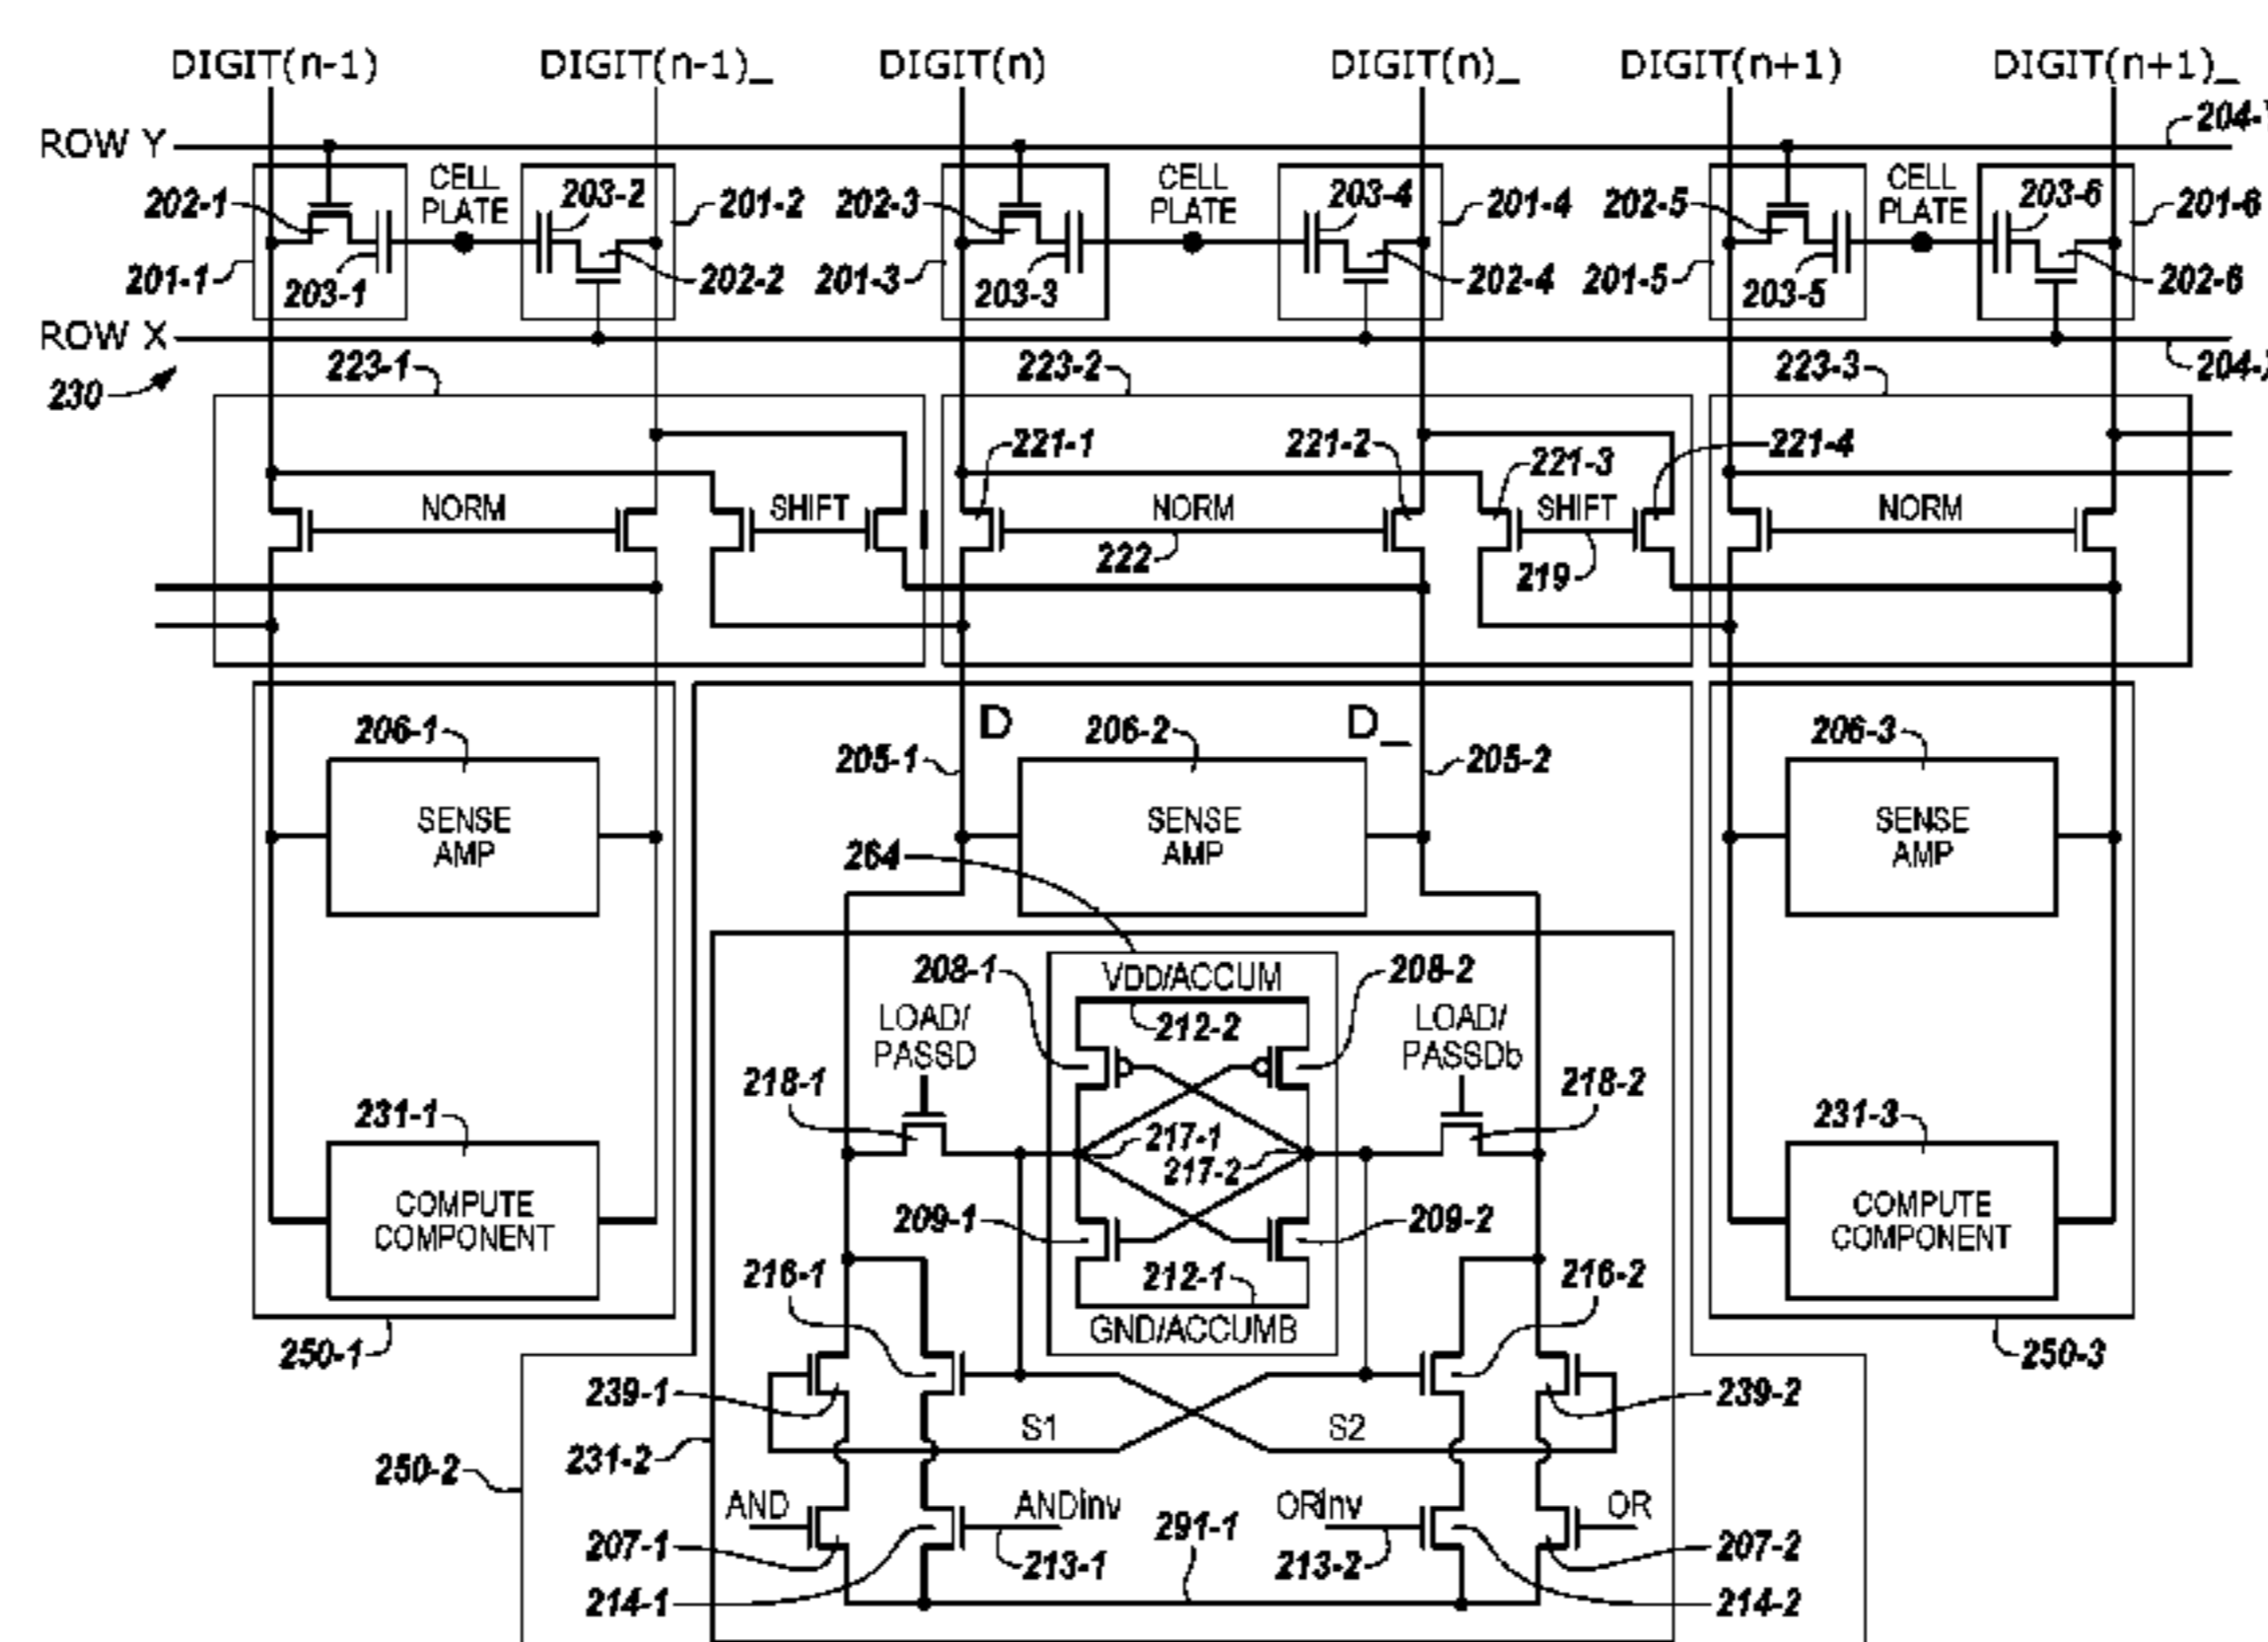 DIGIT(n-1) DIGIT(n-1)_ DIGIT(n) DIGIT(n)_ DIGIT(n+1) DIGIT(n+1)_
ROW Y
CELL PLATE CELL PLATE CELL PLATE
202-1 203-2 201-2 202-3 203-4 201-4 202-5 203-6 201-6
201-1 203-1 202-2 201-3 203-3 202-4 201-5 203-5 202-6
ROW X
230 223-1 223-2 223-3
221-1 221-2 221-3 221-4
NORM SHIFT NORM SHIFT NORM
222 219
D D_
206-1 205-1 206-2 205-2 206-3
SENSE AMP SENSE AMP SENSE AMP
264
208-1 VDD/ACCUM 208-2
212-2
LOAD/ PASSD LOAD/ PASSDb
218-1 218-2
231-1 217-1 217-2 231-3
COMPUTE COMPONENT COMPUTE COMPONENT
209-1 209-2
216-1 212-1 216-2
GND/ACCUMB
250-1 250-3
239-1 239-2
S1 S2
250-2 231-2
AND ANDinv ORinv OR
291-1
207-1 213-1 213-2 207-2
214-1 214-2